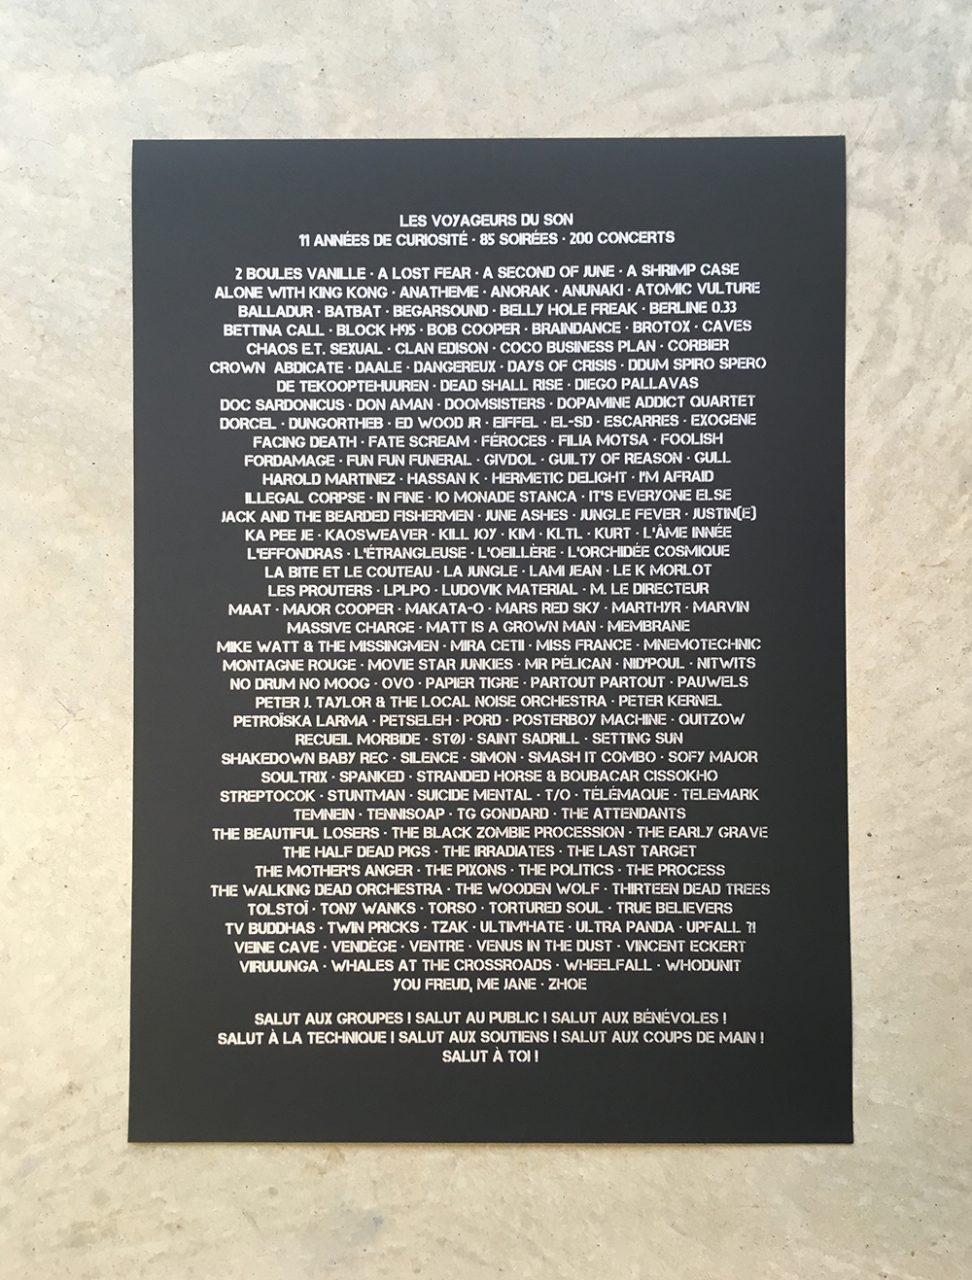 LES VOYAGEURS DU SON
11 ANNÉES DE CURIOSITÉ · 85 SOIRÉES · 200 CONCERTS
2 BOULES VANILLE · A LOST FEAR · A SECOND OF JUNE · A SHRIMP CASE
ALONE WITH KING KONG · ANATHEME · ANORAK · ANUNAKI · ATOMIC VULTURE
BALLADUR · BATBAT · BEGARSOUND · BELLY HOLE FREAK · BERLINE 0.33
BETTINA CALL · BLOCK H95 · BOB COOPER · BRAINDANCE · BROTOX · CAVES
CHAOS E.T. SEXUAL · CLAN EDISON · COCO BUSINESS PLAN · CORBIER
CROWN ABDICATE · DAALE · DANGEREUX · DAYS OF CRISIS · DDUM SPIRO SPERO
DE TEKOOPTEHUUREN · DEAD SHALL RISE · DIEGO PALLAVAS
DOC SARDONICUS · DON AMAN · DOOMSISTERS · DOPAMINE ADDICT QUARTET
DORCEL · DUNGORTHEB · ED WOOD JR · EIFFEL · EL-SD · ESCARRES · EXOGENE
FACING DEATH · FATE SCREAM · FÉROCES · FILIA MOTSA · FOOLISH
FORDAMAGE · FUN FUN FUNERAL · GIVDOL · GUILTY OF REASON · GULL
HAROLD MARTINEZ · HASSAN K · HERMETIC DELIGHT · I'M AFRAID
ILLEGAL CORPSE · IN FINE · IO MONADE STANCA · IT'S EVERYONE ELSE
JACK AND THE BEARDED FISHERMEN · JUNE ASHES · JUNGLE FEVER · JUSTIN(E)
KA PEE JE · KAOSWEAVER · KILL JOY · KIM · KLTL · KURT · L'ÂME INNÉE
L'EFFONDRAS · L'ÉTRANGLEUSE · L'OEILLÈRE · L'ORCHIDÉE COSMIQUE
LA BITE ET LE COUTEAU · LA JUNGLE · LAMI JEAN · LE K MORLOT
LES PROUTERS · LPLPO · LUDOVIK MATERIAL · M. LE DIRECTEUR
MAAT · MAJOR COOPER · MAKATA-O · MARS RED SKY · MARTHYR · MARVIN
MASSIVE CHARGE · MATT IS A GROWN MAN · MEMBRANE
MIKE WATT & THE MISSINGMEN · MIRA CETII · MISS FRANCE · MNEMOTECHNIC
MONTAGNE ROUGE · MOVIE STAR JUNKIES · MR PÉLICAN · NID'POUL · NITWITS
NO DRUM NO MOOG · OVO · PAPIER TIGRE · PARTOUT PARTOUT · PAUWELS
PETER J. TAYLOR & THE LOCAL NOISE ORCHESTRA · PETER KERNEL
PETROÏSKA LARMA · PETSELEH · PORD · POSTERBOY MACHINE · QUITZOW
RECUEIL MORBIDE · STØJ · SAINT SADRILL · SETTING SUN
SHAKEDOWN BABY REC · SILENCE · SIMON · SMASH IT COMBO · SOFY MAJOR
SOULTRIX · SPANKED · STRANDED HORSE & BOUBACAR CISSOKHO
STREPTOCOK · STUNTMAN · SUICIDE MENTAL · T/O · TÉLÉMAQUE · TELEMARK
TEMNEIN · TENNISOAP · TG GONDARD · THE ATTENDANTS
THE BEAUTIFUL LOSERS · THE BLACK ZOMBIE PROCESSION · THE EARLY GRAVE
THE HALF DEAD PIGS · THE IRRADIATES · THE LAST TARGET
THE MOTHER'S ANGER · THE PIXONS · THE POLITICS · THE PROCESS
THE WALKING DEAD ORCHESTRA · THE WOODEN WOLF · THIRTEEN DEAD TREES
TOLSTOÏ · TONY WANKS · TORSO · TORTURED SOUL · TRUE BELIEVERS
TV BUDDHAS · TWIN PRICKS · TZAK · ULTIM'HATE · ULTRA PANDA · UPFALL ?!
VEINE CAVE · VENDÈGE · VENTRE · VENUS IN THE DUST · VINCENT ECKERT
VIRUUUNGA · WHALES AT THE CROSSROADS · WHEELFALL · WHODUNIT
YOU FREUD, ME JANE · ZHOE
SALUT AUX GROUPES ! SALUT AU PUBLIC ! SALUT AUX BÉNÉVOLES !
SALUT À LA TECHNIQUE ! SALUT AUX SOUTIENS ! SALUT AUX COUPS DE MAIN !
SALUT À TOI !